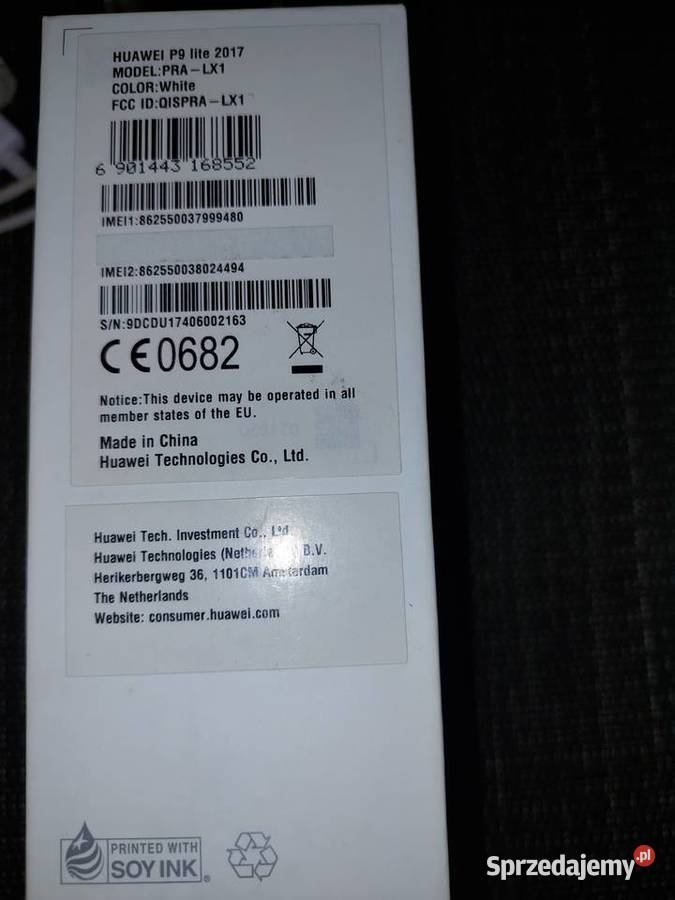 HUAWEI P9 lite 2017
MODEL:PRA-LX1
COLOR:White
FCC ID:QISPRA-LX1
6 901443 168552
IMEI1:862550037999480
IMEI2:862550038024494
S/N:9DCDU17406002163
CE0682
Notice:This device may be operated in all
member states of the EU.
Made in China
Huawei Technologies Co., Ltd.
Huawei Tech. Investment Co., Ltd
Huawei Technologies (Netherlands) B.V.
Herikerbergweg 36, 1101CM Amsterdam
The Netherlands
Website: consumer.huawei.com
PRINTED WITH
SOY INK
Sprzedajemy.pl